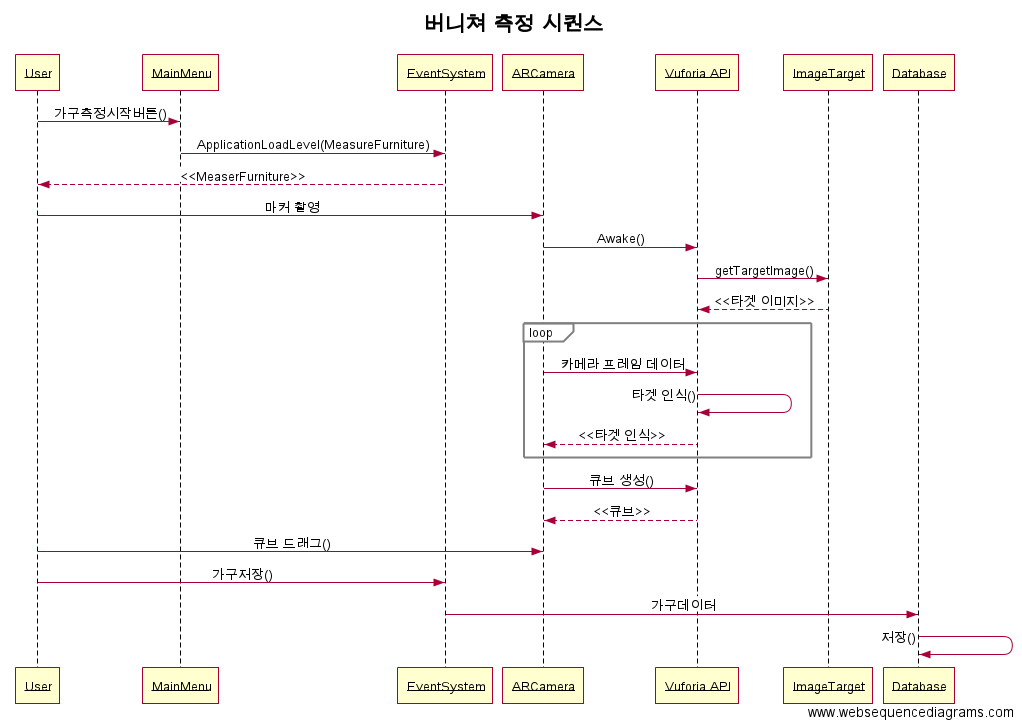 버니쳐 측정 시퀀스
User MainMenu EventSystem ARCamera Vuforia API ImageTarget Database
가구측정시작버튼()
ApplicationLoadLevel(MeasureFurniture)
<<MeaserFurniture>>
마커 촬영
Awake()
getTargetImage()
<<타겟 이미지>>
loop
카메라 프레임 데이터
타겟 인식()
<<타겟 인식>>
큐브 생성()
<<큐브>>
큐브 드래그()
가구저장()
가구데이터
저장()
User MainMenu EventSystem ARCamera Vuforia API ImageTarget Database
www.websequencediagrams.com